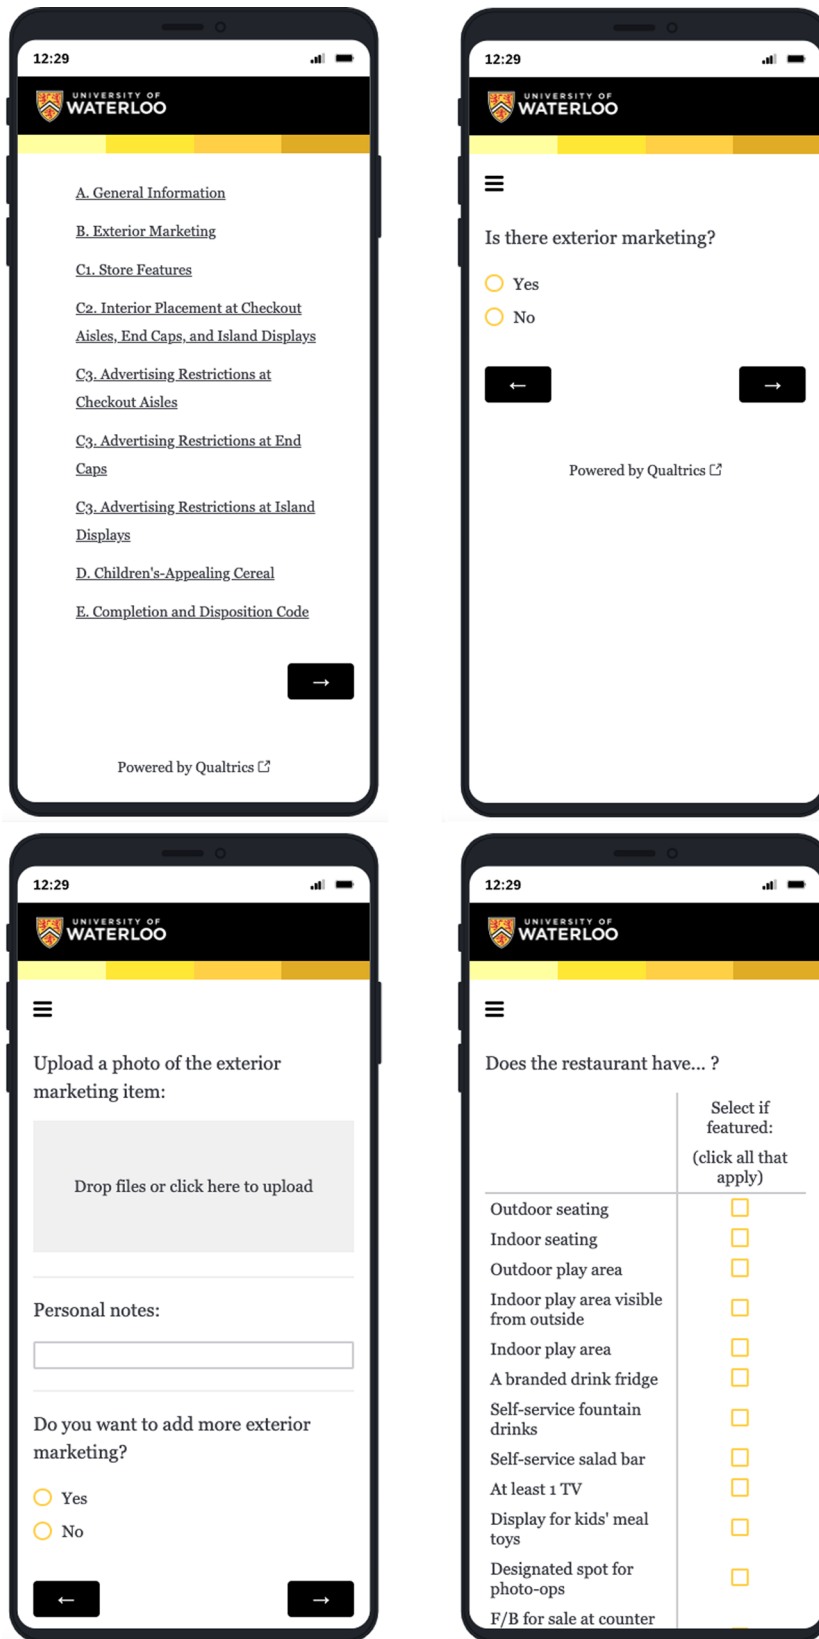 12:29
UNIVERSITY OF
WATERLOO
A. General Information
B. Exterior Marketing
C1. Store Features
C2. Interior Placement at Checkout
Aisles, End Caps, and Island Displays
C3. Advertising Restrictions at
Checkout Aisles
C3. Advertising Restrictions at End
Caps
C3. Advertising Restrictions at Island
Displays
D. Children's-Appealing Cereal
E. Completion and Disposition Code
→
Powered by Qualtrics
12:29
UNIVERSITY OF
WATERLOO
Is there exterior marketing?
Yes
No
← →
Powered by Qualtrics
12:29
UNIVERSITY OF
WATERLOO
Upload a photo of the exterior
marketing item:
Drop files or click here to upload
Personal notes:
Do you want to add more exterior
marketing?
Yes
No
← →
12:29
UNIVERSITY OF
WATERLOO
Does the restaurant have... ?
Select if
featured:
(click all that
apply)
Outdoor seating
Indoor seating
Outdoor play area
Indoor play area visible
from outside
Indoor play area
A branded drink fridge
Self-service fountain
drinks
Self-service salad bar
At least 1 TV
Display for kids' meal
toys
Designated spot for
photo-ops
F/B for sale at counter